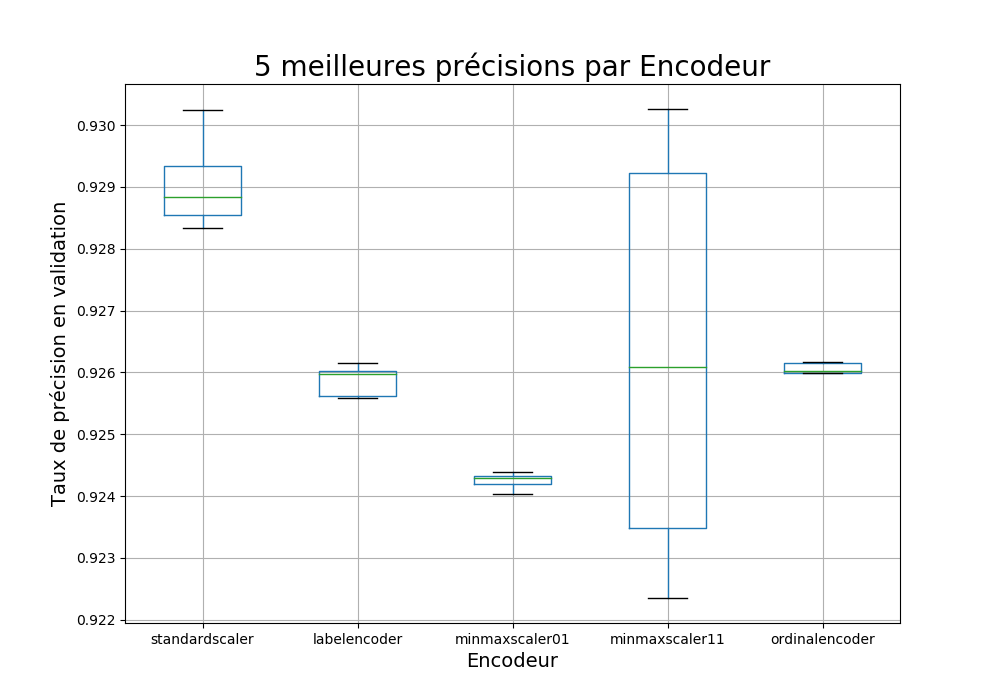 5 meilleures précisions par Encodeur
Taux de précision en validation
0.930
0.929
0.928
0.927
0.926
0.925
0.924
0.923
0.922
standardscaler labelencoder minmaxscaler01 minmaxscaler11 ordinalencoder
Encodeur